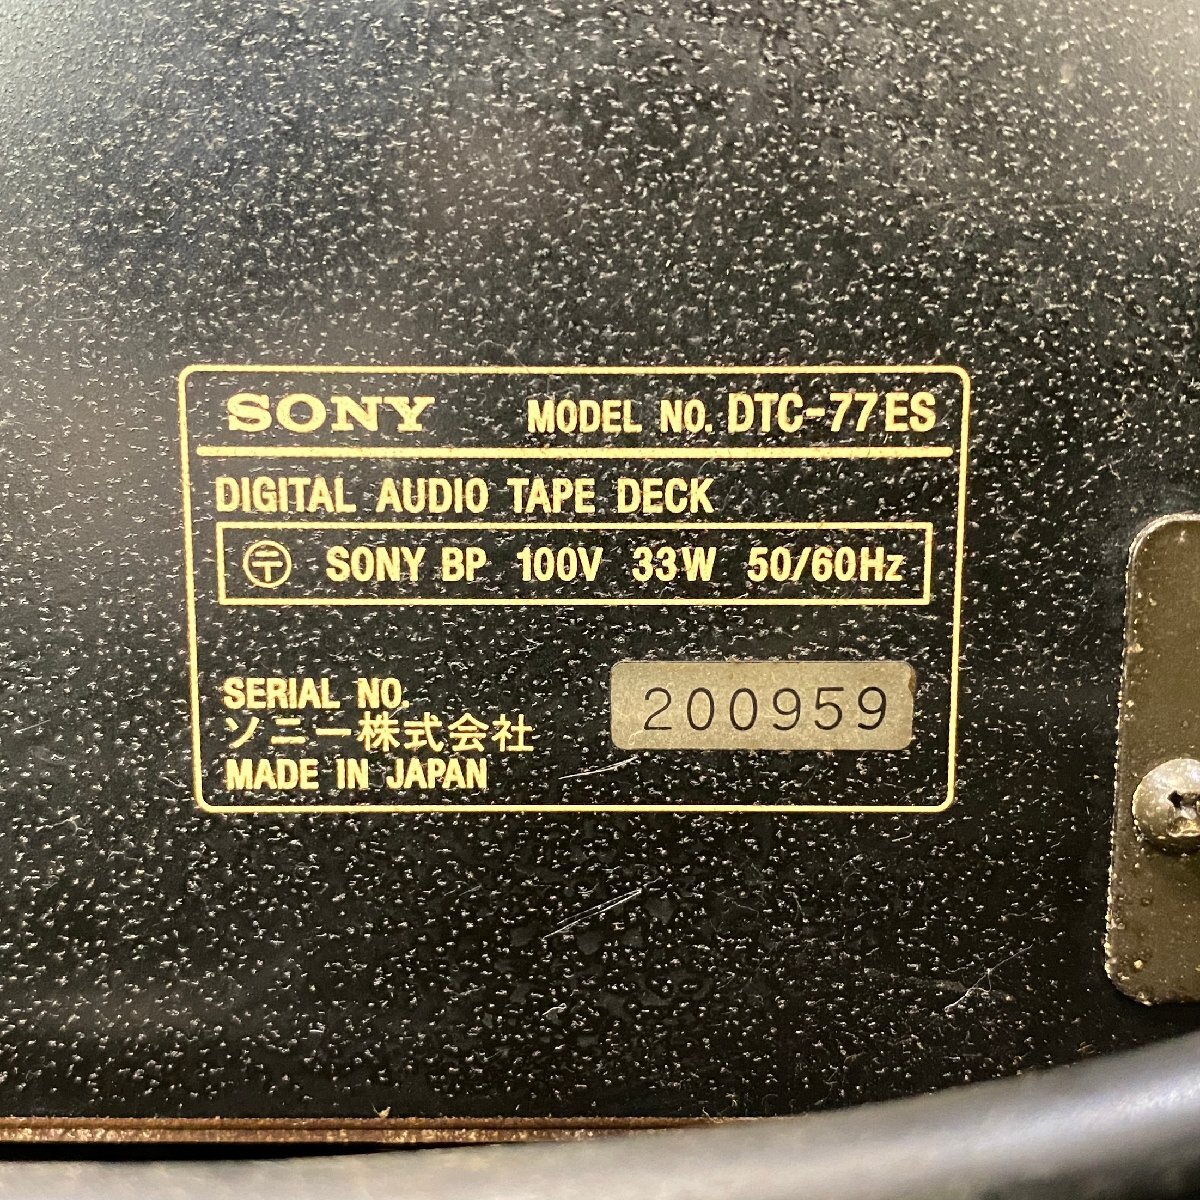 SONY MODEL NO. DTC-77ES
DIGITAL AUDIO TAPE DECK
〒 SONY BP 100V 33W 50/60Hz
SERIAL NO. 200959
ソニー株式会社
MADE IN JAPAN